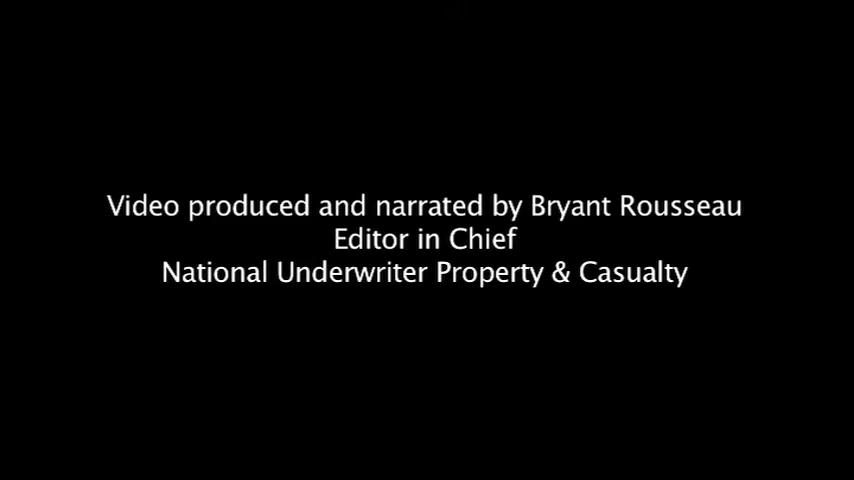 Video produced and narrated by Bryant Rousseau
Editor in Chief
National Underwriter Property & Casualty